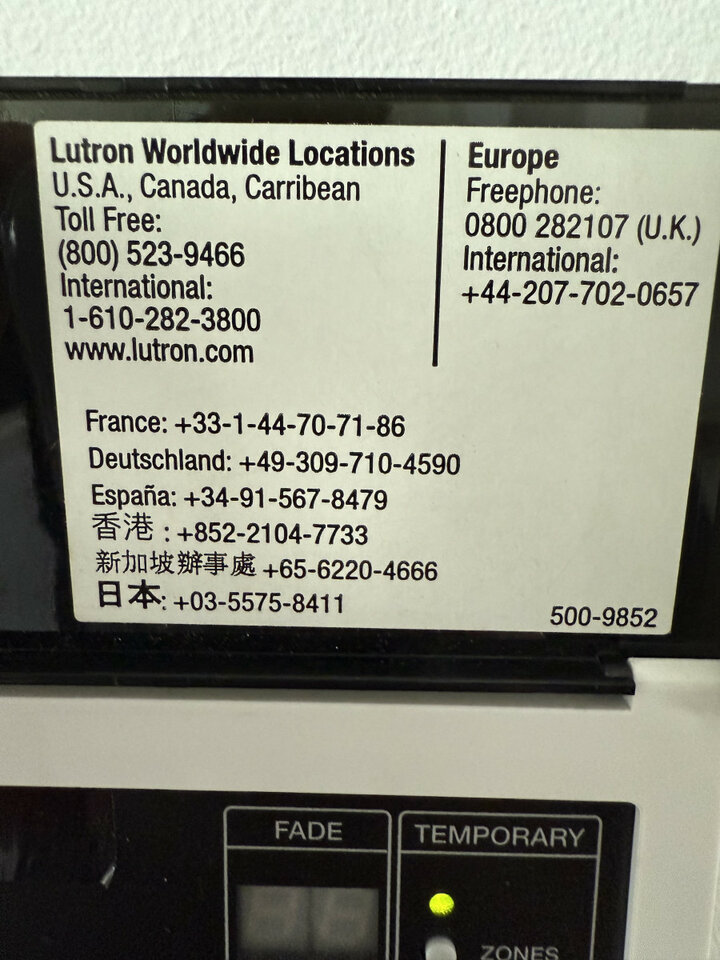 Lutron Worldwide Locations
U.S.A., Canada, Carribean
Toll Free:
(800) 523-9466
International:
1-610-282-3800
www.lutron.com
Europe
Freephone:
0800 282107 (U.K.)
International:
+44-207-702-0657
France: +33-1-44-70-71-86
Deutschland: +49-309-710-4590
España: +34-91-567-8479
香港 : +852-2104-7733
新加坡辦事處 +65-6220-4666
日本: +03-5575-8411
500-9852
FADE
TEMPORARY
ZONES